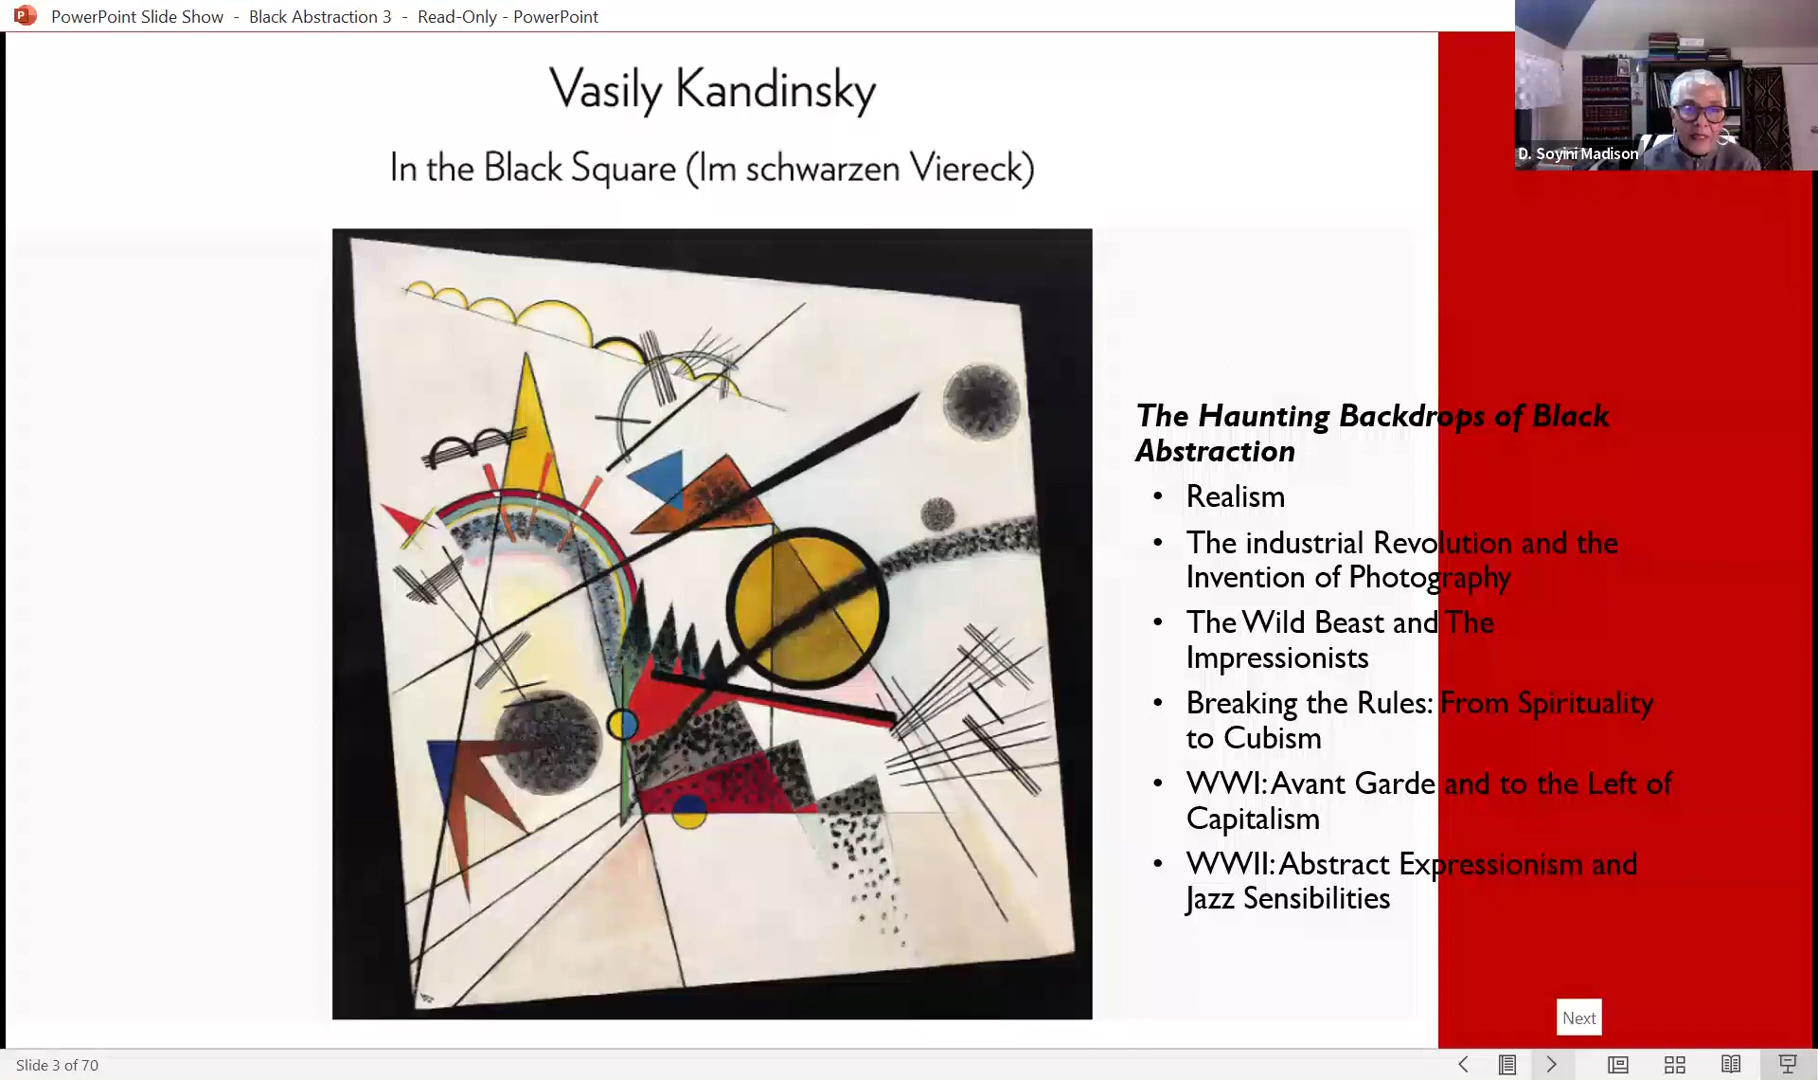 PowerPoint Slide Show - Black Abstraction 3 - Read-Only - PowerPoint
Vasily Kandinsky
In the Black Square (Im schwarzen Viereck)
D. Soyini Madison
The Haunting Backdrops of Black
Abstraction
• Realism
• The industrial Revolution and the
Invention of Photography
• The Wild Beast and The
Impressionists
• Breaking the Rules: From Spirituality
to Cubism
• WWI: Avant Garde and to the Left of
Capitalism
• WWII: Abstract Expressionism and
Jazz Sensibilities
Next
Slide 3 of 70